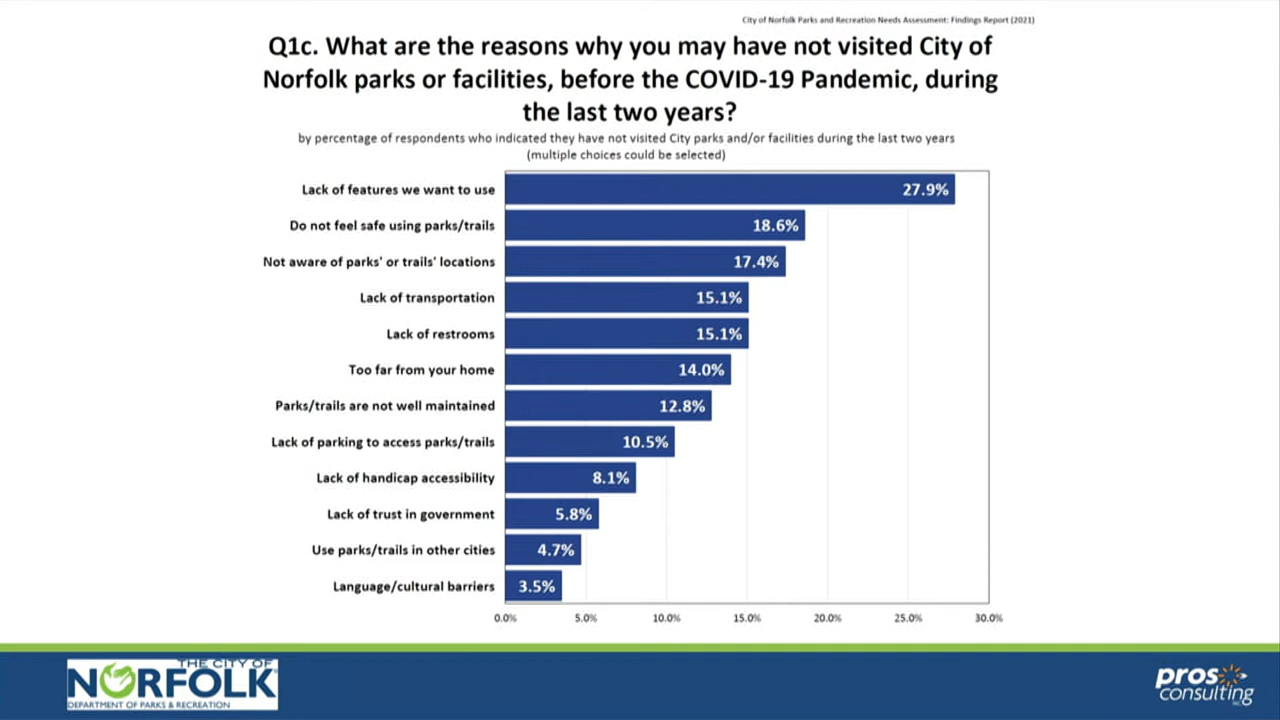 City of Norfolk Parks and Recreation Needs Assessment: Findings Report (2021)
Q1c. What are the reasons why you may have not visited City of
Norfolk parks or facilities, before the COVID-19 Pandemic, during
the last two years?
by percentage of respondents who indicated they have not visited City parks and/or facilities during the last two years
(multiple choices could be selected)
Lack of features we want to use 27.9%
Do not feel safe using parks/trails 18.6%
Not aware of parks' or trails' locations 17.4%
Lack of transportation 15.1%
Lack of restrooms 15.1%
Too far from your home 14.0%
Parks/trails are not well maintained 12.8%
Lack of parking to access parks/trails 10.5%
Lack of handicap accessibility 8.1%
Lack of trust in government 5.8%
Use parks/trails in other cities 4.7%
Language/cultural barriers 3.5%
0.0% 5.0% 10.0% 15.0% 20.0% 25.0% 30.0%
THE CITY OF
NORFOLK
DEPARTMENT OF PARKS & RECREATION
pros
consulting
INC.